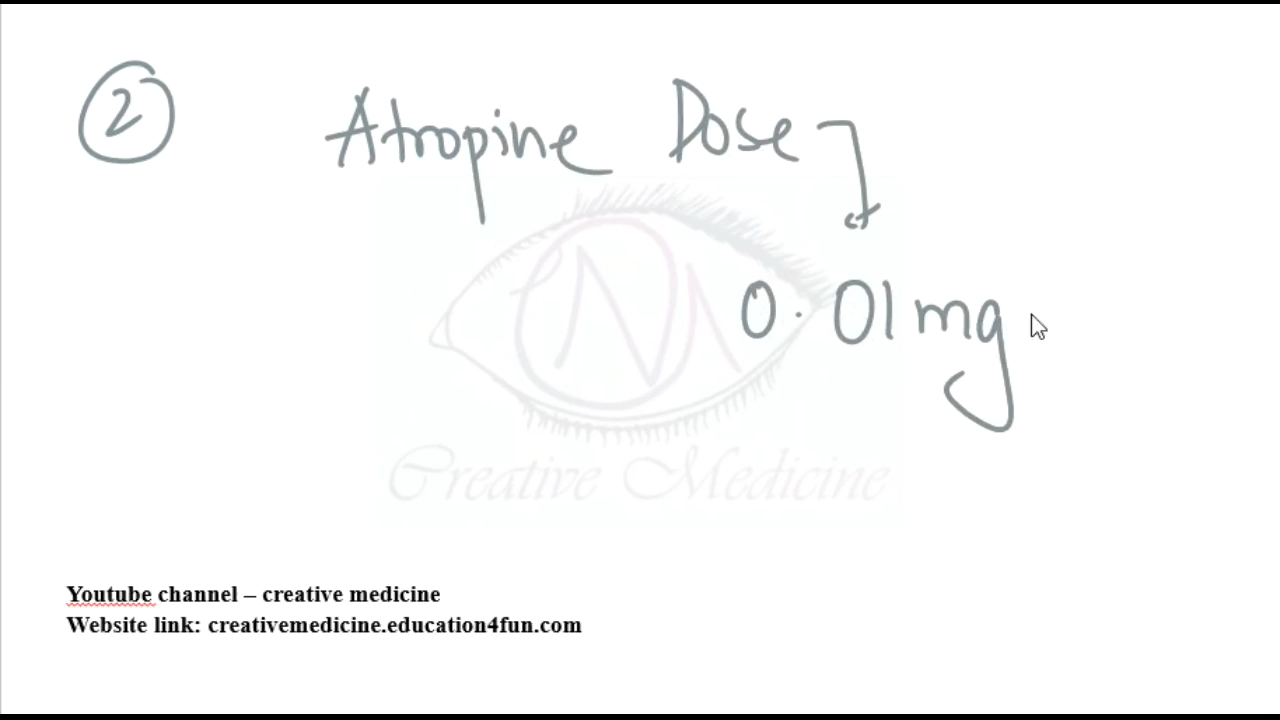 2 Atropine Dose
0.01mg
Creative Medicine
Youtube channel – creative medicine
Website link: creativemedicine.education4fun.com